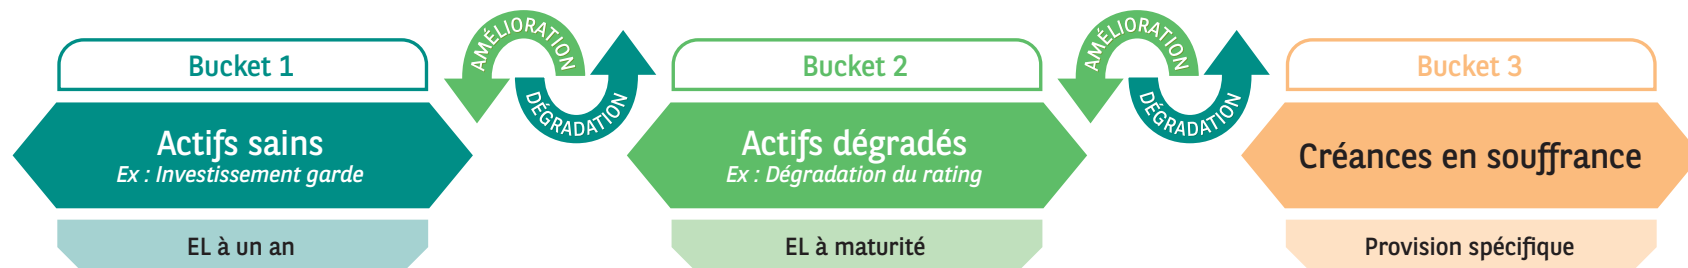 Bucket 1
Actifs sains
Ex : Investissement garde
EL à un an
AMÉLIORATION
DÉGRADATION
Bucket 2
Actifs dégradés
Ex : Dégradation du rating
EL à maturité
AMÉLIORATION
DÉGRADATION
Bucket 3
Créances en souffrance
Provision spécifique